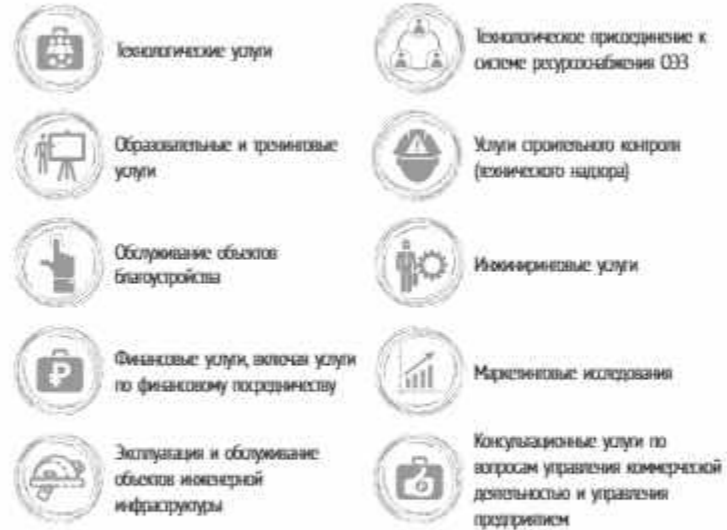 Технологические услуги
Образовательные и тренинговые
услуги
Обслуживание объектов
благоустройства
Финансовые услуги, включая услуги
по финансовому посредничеству
Эксплуатация и обслуживание
объектов инженерной
инфраструктуры
Технологическое присоединение к
системе ресурсоснабжения ОЭЗ
Услуги строительного контроля
(технического надзора)
Инжиниринговые услуги
Маркетинговые исследования
Консультационные услуги по
вопросам управления коммерческой
деятельностью и управления
предприятием